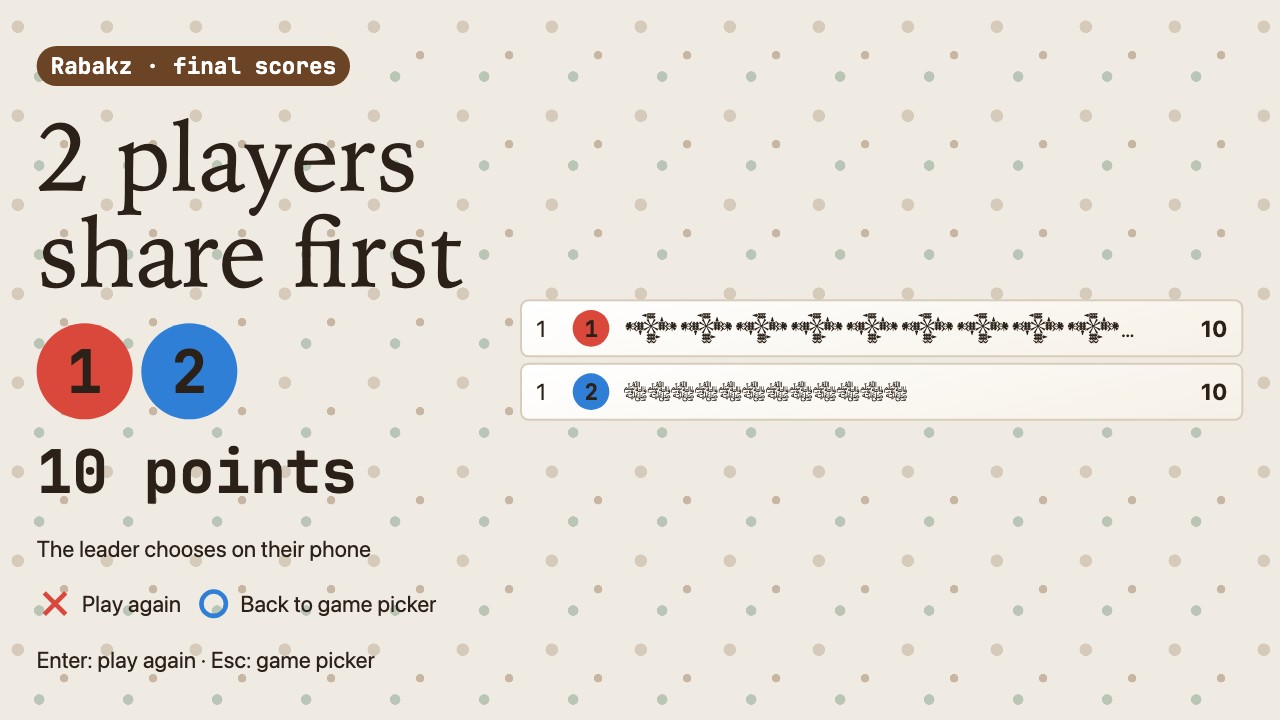 Rabakz · final scores
2 players
share first
1 2
10 points
The leader chooses on their phone
Play again Back to game picker
Enter: play again · Esc: game picker
1 1 10
1 2 10